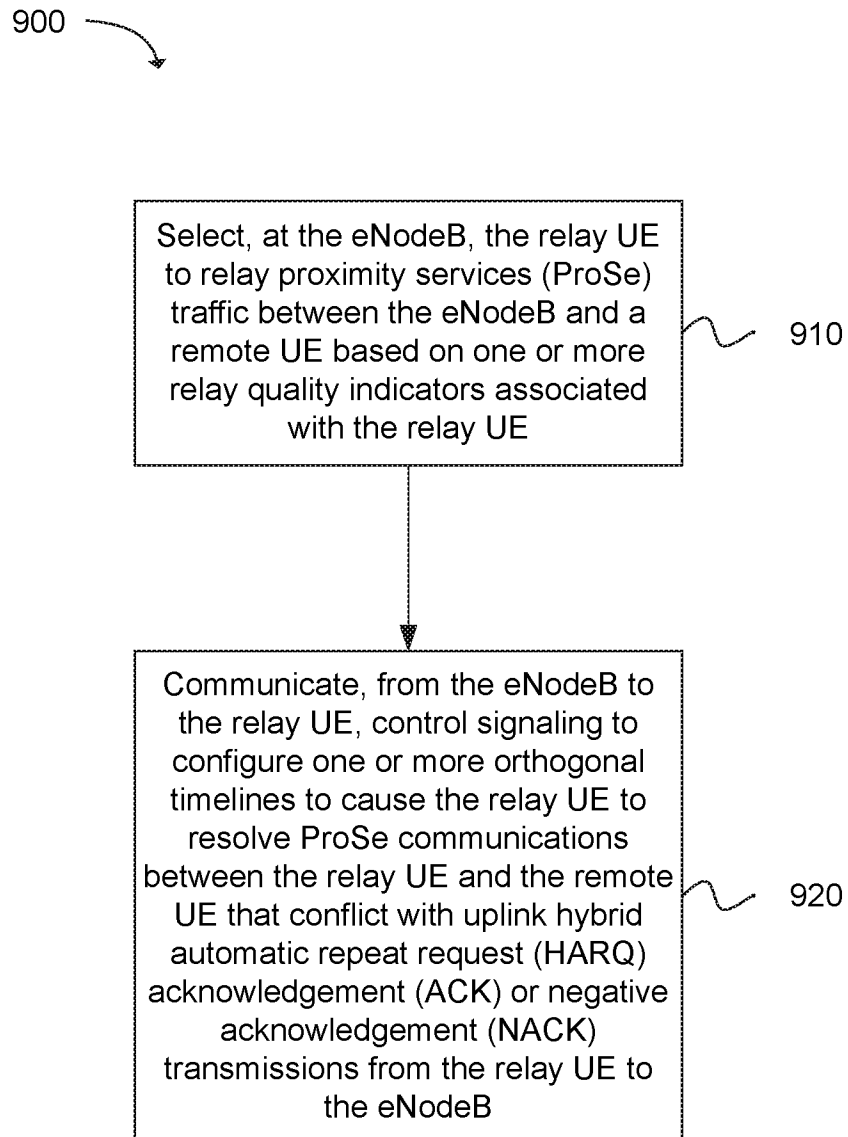 900
Select, at the eNodeB, the relay UE
to relay proximity services (ProSe)
traffic between the eNodeB and a
remote UE based on one or more
relay quality indicators associated
with the relay UE
910
Communicate, from the eNodeB to
the relay UE, control signaling to
configure one or more orthogonal
timelines to cause the relay UE to
resolve ProSe communications
between the relay UE and the remote
UE that conflict with uplink hybrid
automatic repeat request (HARQ)
acknowledgement (ACK) or negative
acknowledgement (NACK)
transmissions from the relay UE to
the eNodeB
920